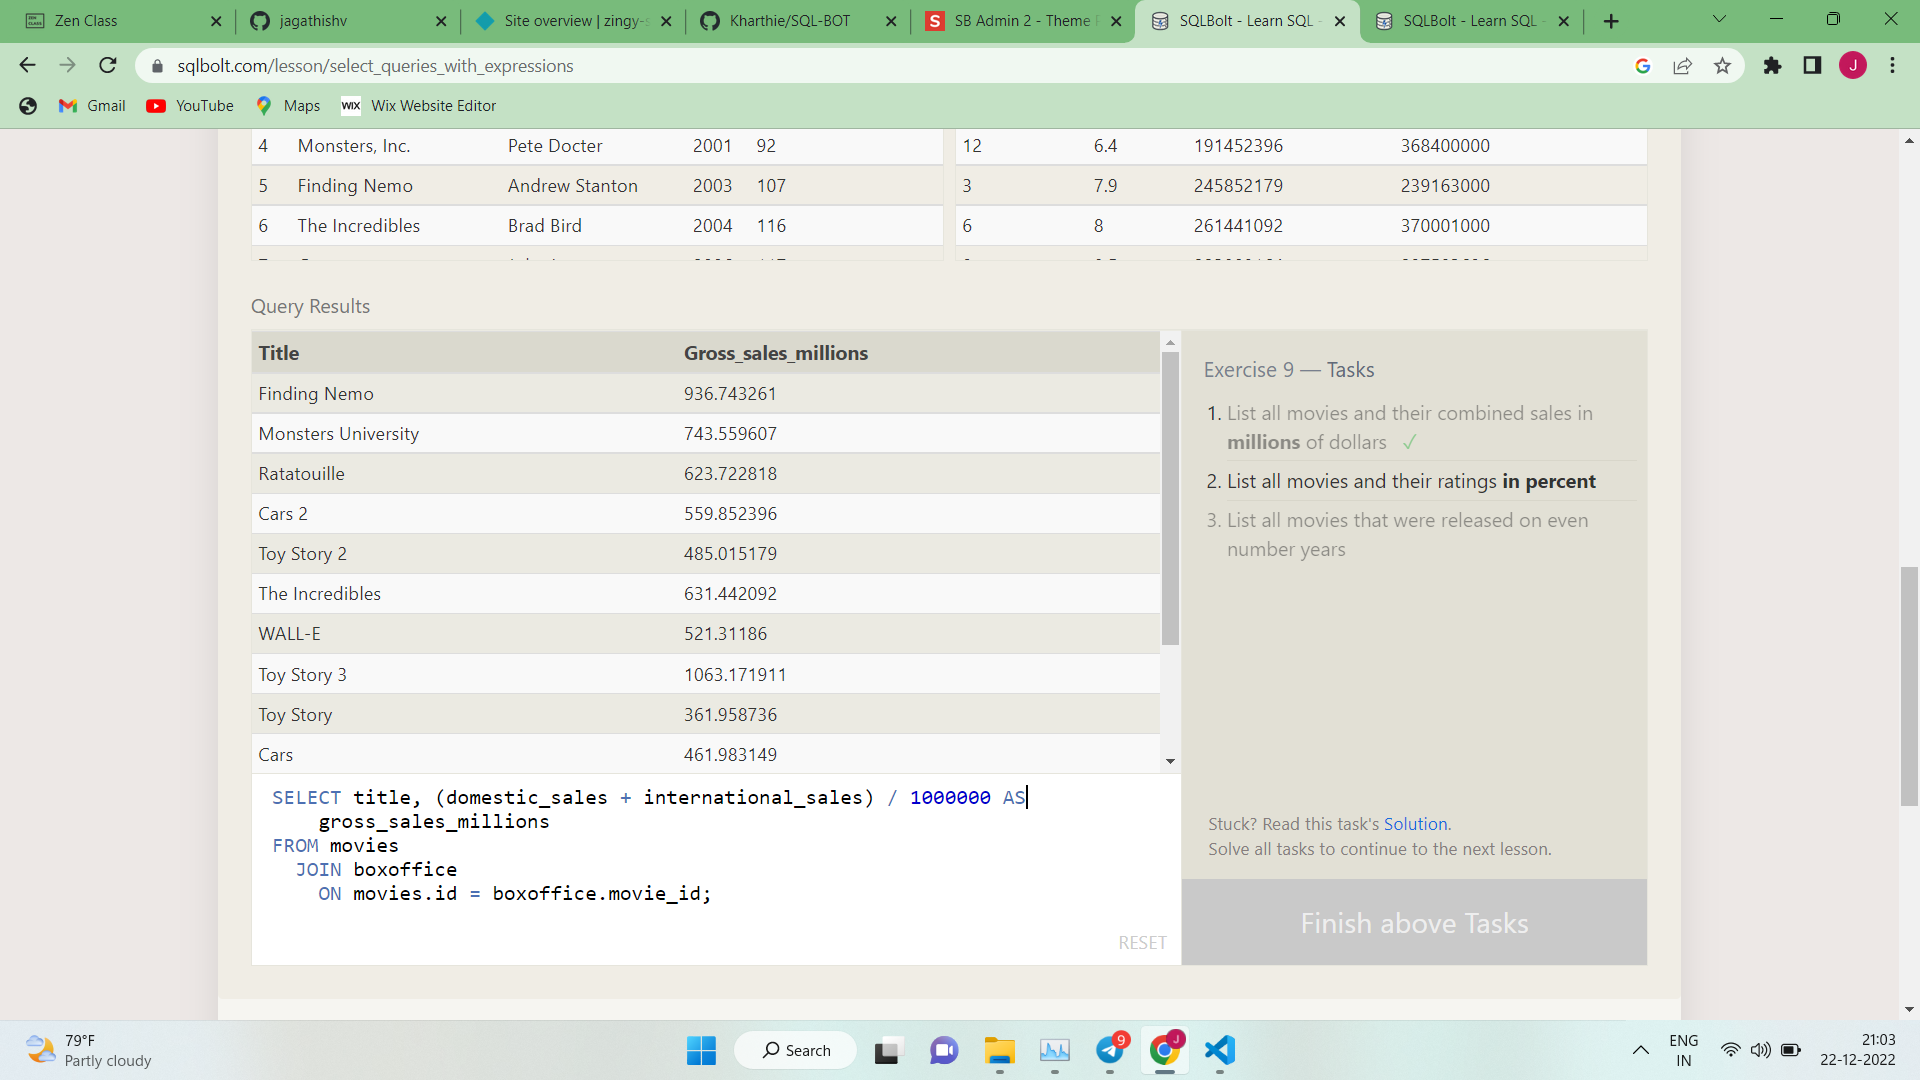 Zen Class
jagathishv
Site overview | zingy-s
Kharthie/SQL-BOT
SB Admin 2 - Theme P
SQLBolt - Learn SQL -
SQLBolt - Learn SQL -
sqlbolt.com/lesson/select_queries_with_expressions
J
Gmail
YouTube
Maps
WIX Wix Website Editor
4 Monsters, Inc. Pete Docter 2001 92
12 6.4 191452396 368400000
5 Finding Nemo Andrew Stanton 2003 107
3 7.9 245852179 239163000
6 The Incredibles Brad Bird 2004 116
6 8 261441092 370001000
Query Results
Title Gross_sales_millions
Finding Nemo 936.743261
Monsters University 743.559607
Ratatouille 623.722818
Cars 2 559.852396
Toy Story 2 485.015179
The Incredibles 631.442092
WALL-E 521.31186
Toy Story 3 1063.171911
Toy Story 361.958736
Cars 461.983149
Exercise 9 — Tasks
1. List all movies and their combined sales in
millions of dollars ✓
2. List all movies and their ratings in percent
3. List all movies that were released on even
number years
SELECT title, (domestic_sales + international_sales) / 1000000 AS
gross_sales_millions
FROM movies
JOIN boxoffice
ON movies.id = boxoffice.movie_id;
RESET
Stuck? Read this task's Solution.
Solve all tasks to continue to the next lesson.
Finish above Tasks
79°F
Partly cloudy
Search
9
J
ENG
IN
21:03
22-12-2022